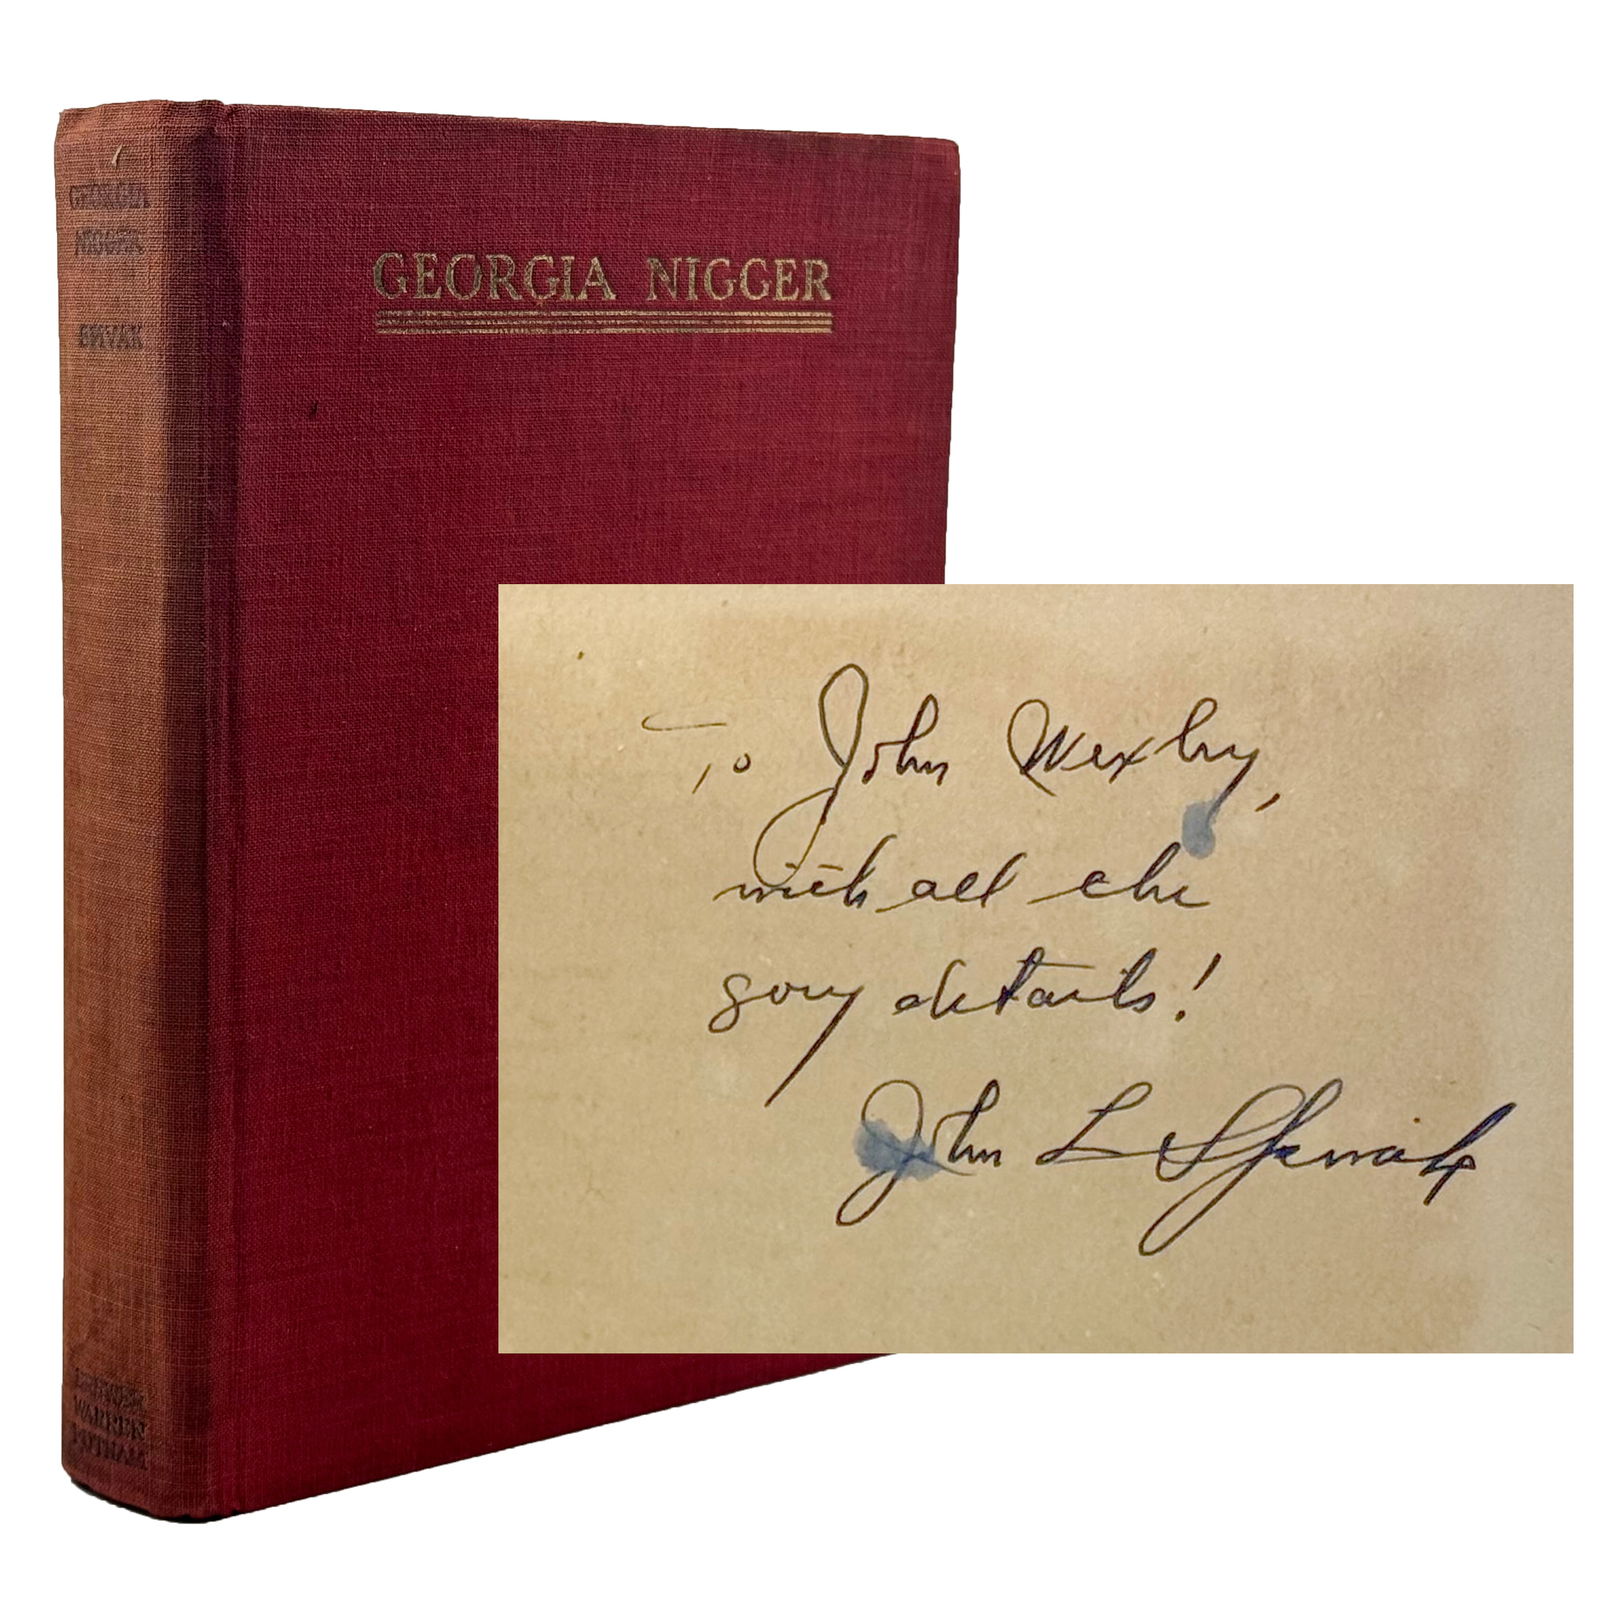 GEORGIA
NIGGER
SPIVAK
BREWER
WARREN
PUTNAM
GEORGIA NIGGER
To John Wexley,
with all the
gory details!
John L Spivak